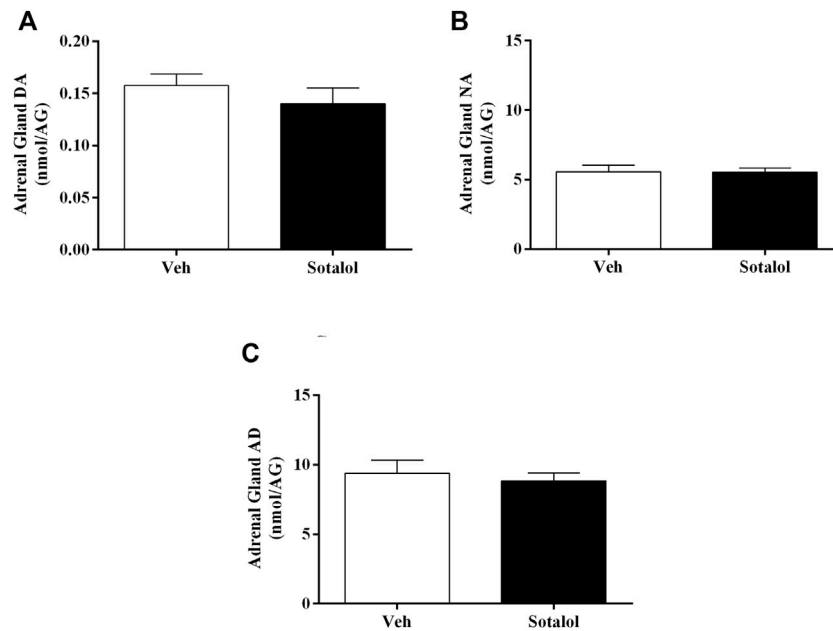 A
Adrenal Gland DA
(nmol/AG)
0.20
0.15
0.10
0.05
0.00
Veh Sotalol
B
Adrenal Gland NA
(nmol/AG)
15
10
5
0
Veh Sotalol
C
Adrenal Gland AD
(nmol/AG)
15
10
5
0
Veh Sotalol